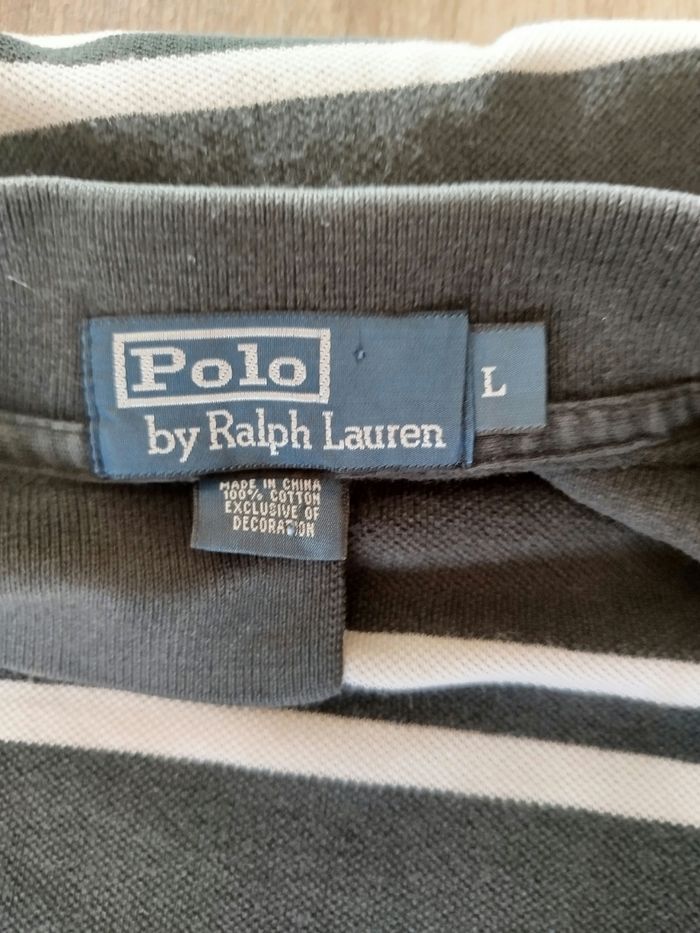 Polo
by Ralph Lauren
L
MADE IN CHINA
100% COTTON
EXCLUSIVE OF
DECORATION